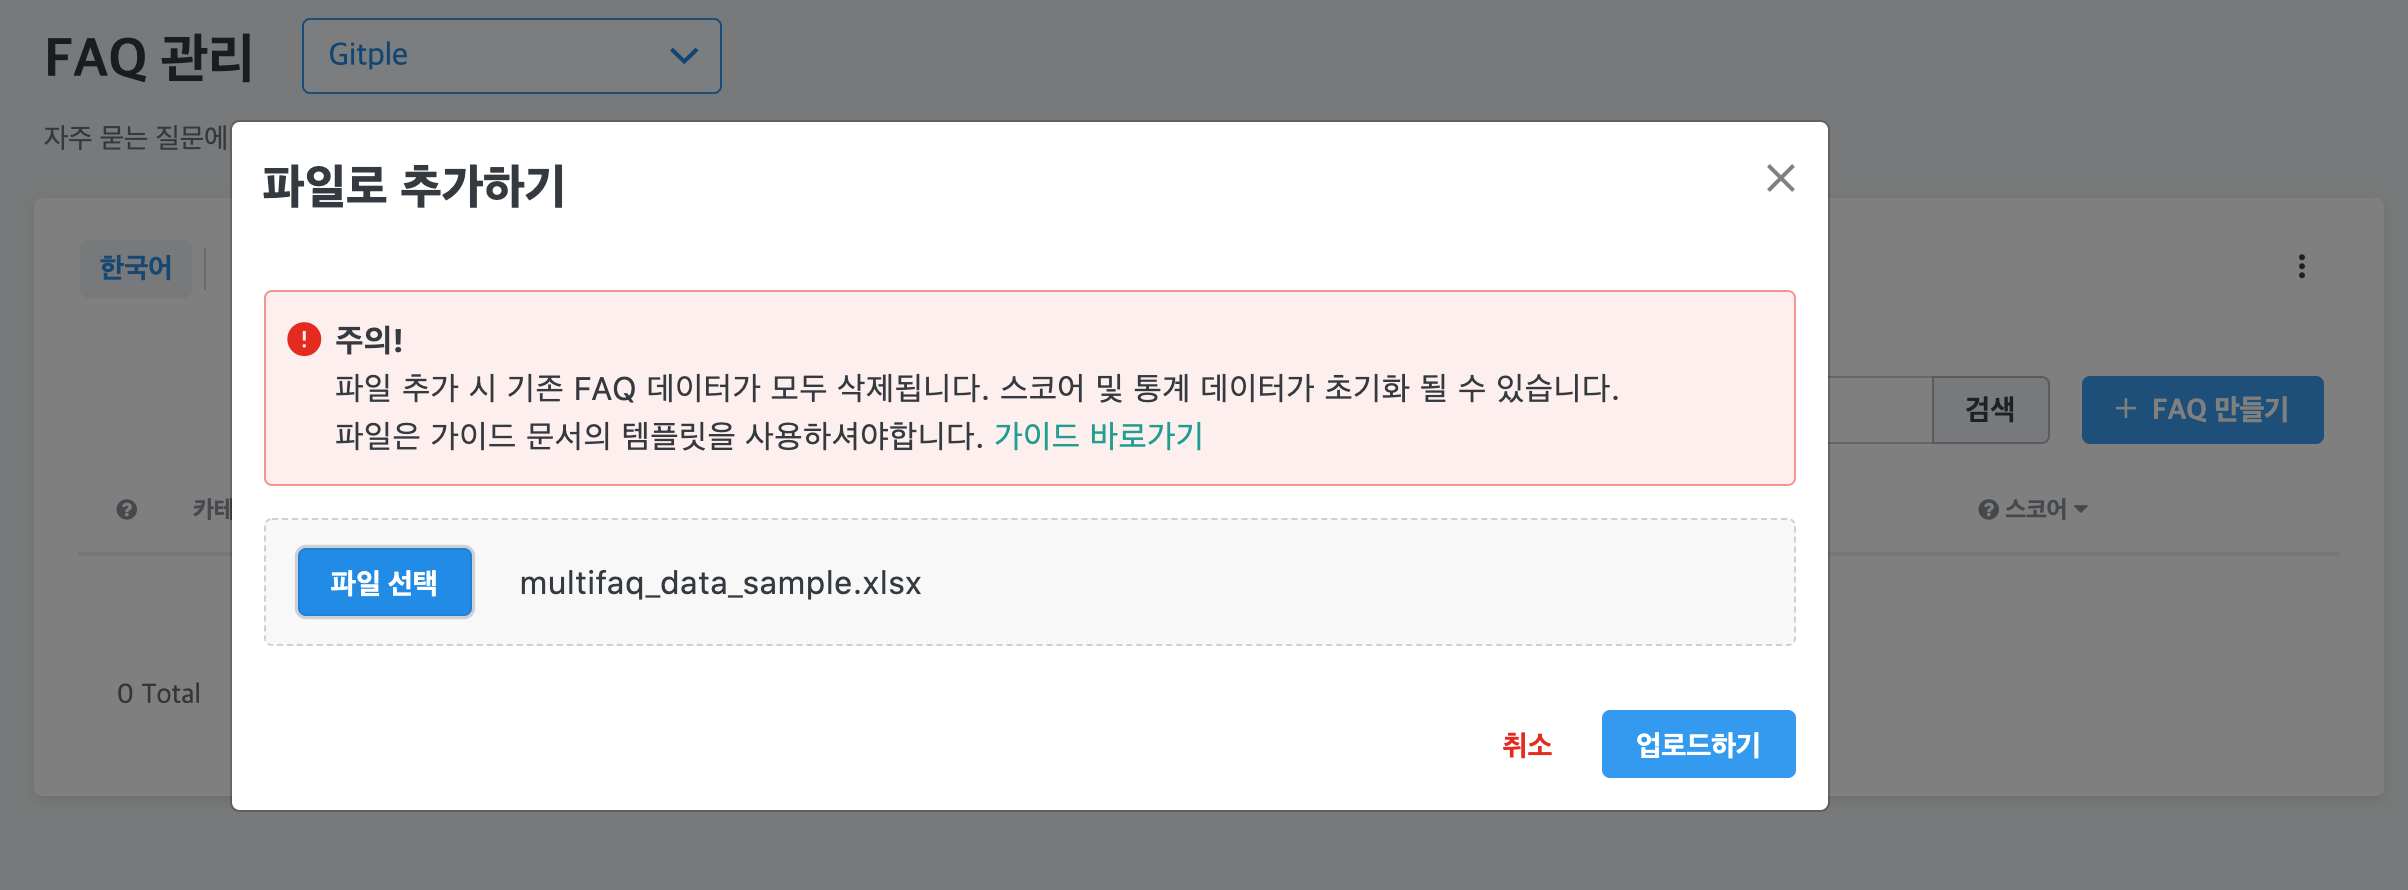 FAQ 관리
Gitple
자주 묻는 질문에
파일로 추가하기
한국어
주의!
파일 추가 시 기존 FAQ 데이터가 모두 삭제됩니다. 스코어 및 통계 데이터가 초기화 될 수 있습니다.
파일은 가이드 문서의 템플릿을 사용하셔야합니다. 가이드 바로가기
검색
+ FAQ 만들기
카테
스코어
파일 선택
multifaq_data_sample.xlsx
0 Total
취소
업로드하기